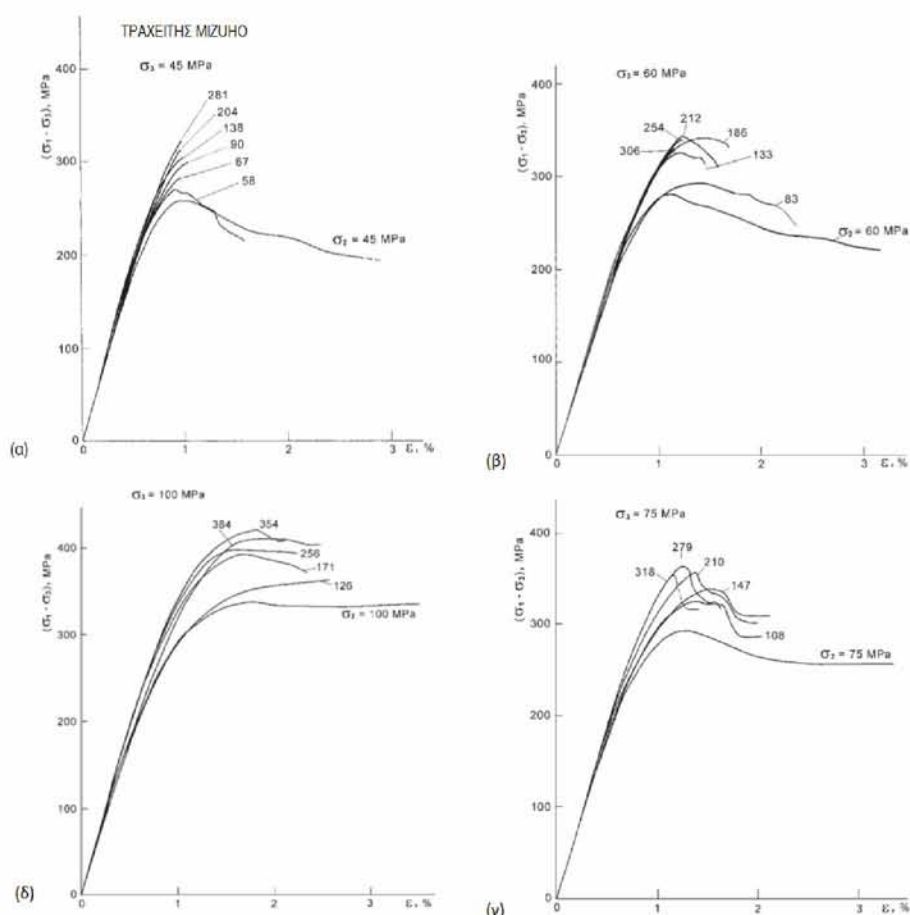 ΤΡΑΧΕΙΤΗΣ MIZUHO
σ₃ = 45 MPa
(σ₁ - σ₃), MPa
400
300
200
100
0
281
204
138
90
67
58
σ₂ = 45 MPa
0 1 2 3 ε, %
(α)
σ₃ = 60 MPa
(σ₁ - σ₃), MPa
400
300
200
100
0
212
254
186
306
133
83
σ₂ = 60 MPa
0 1 2 3 ε, %
(β)
σ₃ = 100 MPa
(σ₁ - σ₃), MPa
400
300
200
100
0
384
354
256
171
126
σ₂ = 100 MPa
0 1 2 3 ε, %
(δ)
σ₃ = 75 MPa
(σ₁ - σ₃), MPa
400
300
200
100
0
279
318
210
147
108
σ₂ = 75 MPa
0 1 2 3 ε, %
(γ)